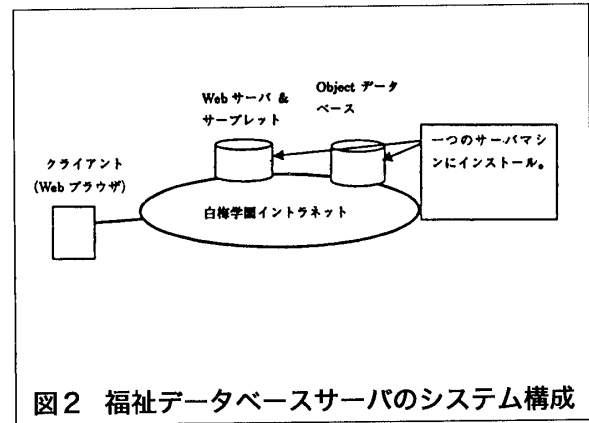 Web サーバ &
サーブレット
Object データ
ベース
一つのサーバマシ
ンにインストール。
クライアント
(Web ブラウザ)
白梅学園イントラネット
図2 福祉データベースサーバのシステム構成